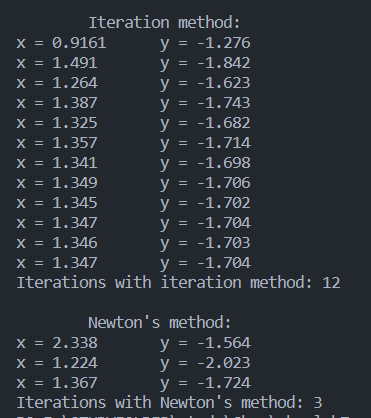 Iteration method:
x = 0.9161 y = -1.276
x = 1.491 y = -1.842
x = 1.264 y = -1.623
x = 1.387 y = -1.743
x = 1.325 y = -1.682
x = 1.357 y = -1.714
x = 1.341 y = -1.698
x = 1.349 y = -1.706
x = 1.345 y = -1.702
x = 1.347 y = -1.704
x = 1.346 y = -1.703
x = 1.347 y = -1.704
Iterations with iteration method: 12
Newton's method:
x = 2.338 y = -1.564
x = 1.224 y = -2.023
x = 1.367 y = -1.724
Iterations with Newton's method: 3